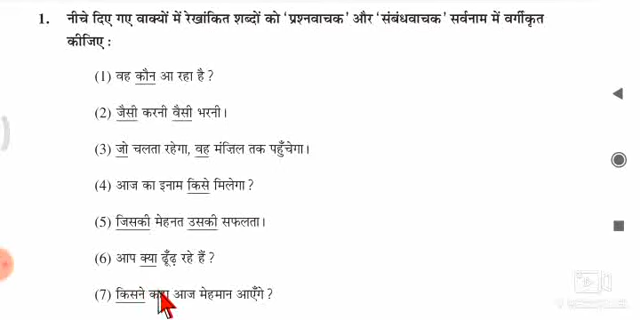 1. नीचे दिए गए वाक्यों में रेखांकित शब्दों को ‘प्रश्नवाचक’ और ‘संबंधवाचक’ सर्वनाम में वर्गीकृत
कीजिए :
(1) वह कौन आ रहा है ?
(2) जैसी करनी वैसी भरनी।
(3) जो चलता रहेगा, वह मंज़िल तक पहुँचेगा।
(4) आज का इनाम किसे मिलेगा ?
(5) जिसकी मेहनत उसकी सफलता।
(6) आप क्या ढूँढ़ रहे हैं ?
(7) किसने आज मेहमान आएँगे ?